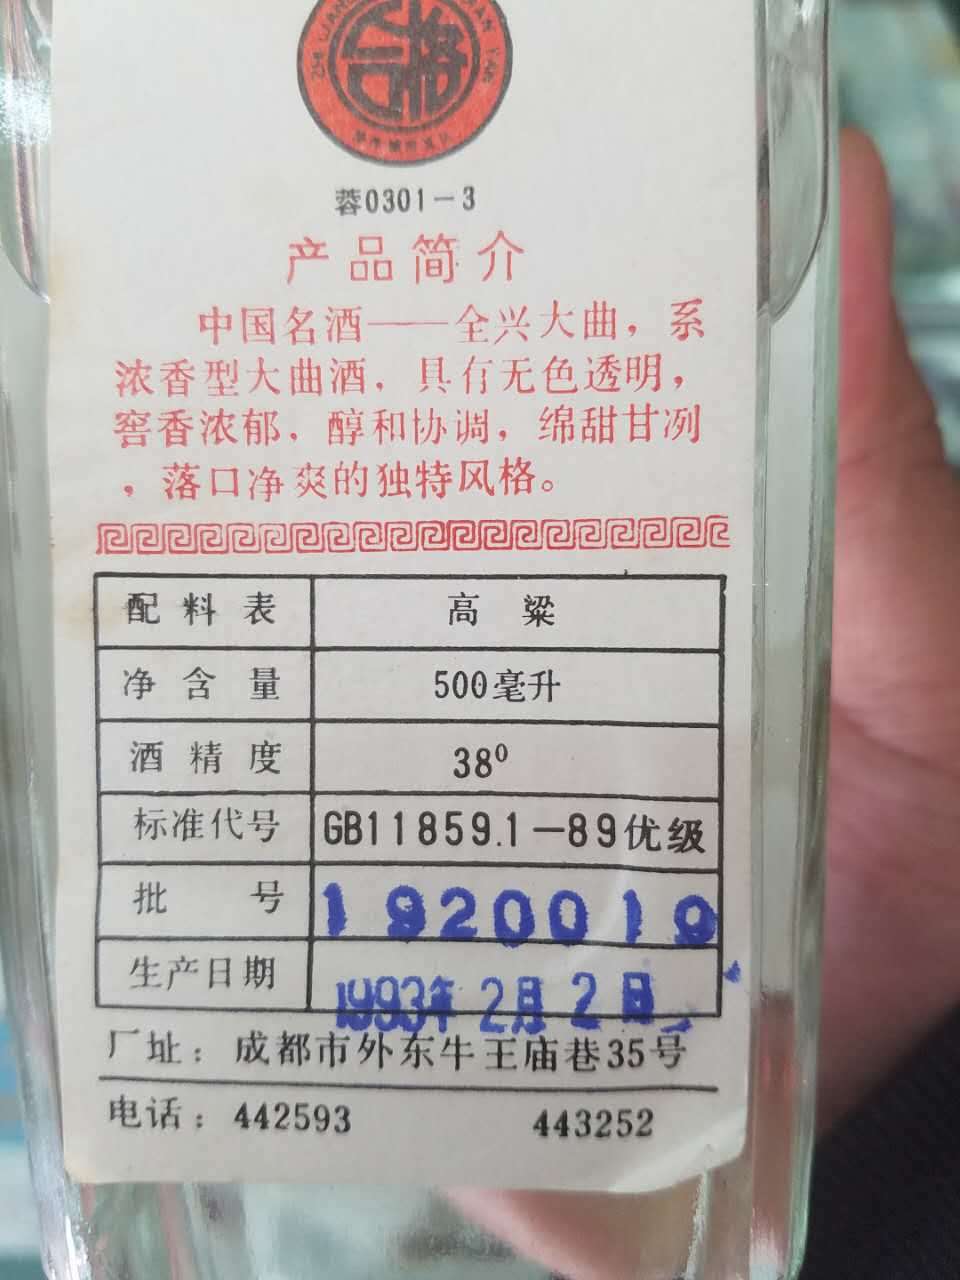 合格
蓉0301-3
产品简介
中国名酒——全兴大曲，系
浓香型大曲酒，具有无色透明，
窖香浓郁，醇和协调，绵甜甘冽
，落口净爽的独特风格。
配料表 高粱
净含量 500毫升
酒精度 38°
标准代号 GB11859.1-89优级
批号 1920010
生产日期 1993年2月2日
厂址：成都市外东牛王庙巷35号
电话：442593 443252